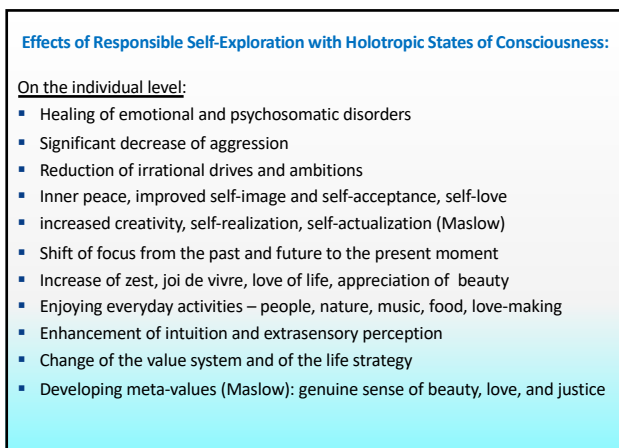 Effects of Responsible Self-Exploration with Holotropic States of Consciousness:
On the individual level:
▪ Healing of emotional and psychosomatic disorders
▪ Significant decrease of aggression
▪ Reduction of irrational drives and ambitions
▪ Inner peace, improved self-image and self-acceptance, self-love
▪ increased creativity, self-realization, self-actualization (Maslow)
▪ Shift of focus from the past and future to the present moment
▪ Increase of zest, joi de vivre, love of life, appreciation of beauty
▪ Enjoying everyday activities – people, nature, music, food, love-making
▪ Enhancement of intuition and extrasensory perception
▪ Change of the value system and of the life strategy
▪ Developing meta-values (Maslow): genuine sense of beauty, love, and justice